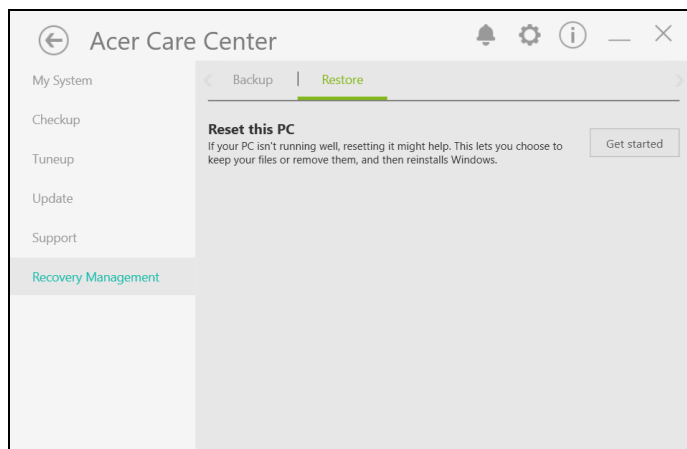 Acer Care Center
My System
Backup | Restore
Checkup
Reset this PC
If your PC isn't running well, resetting it might help. This lets you choose to
keep your files or remove them, and then reinstalls Windows.
Get started
Tuneup
Update
Support
Recovery Management